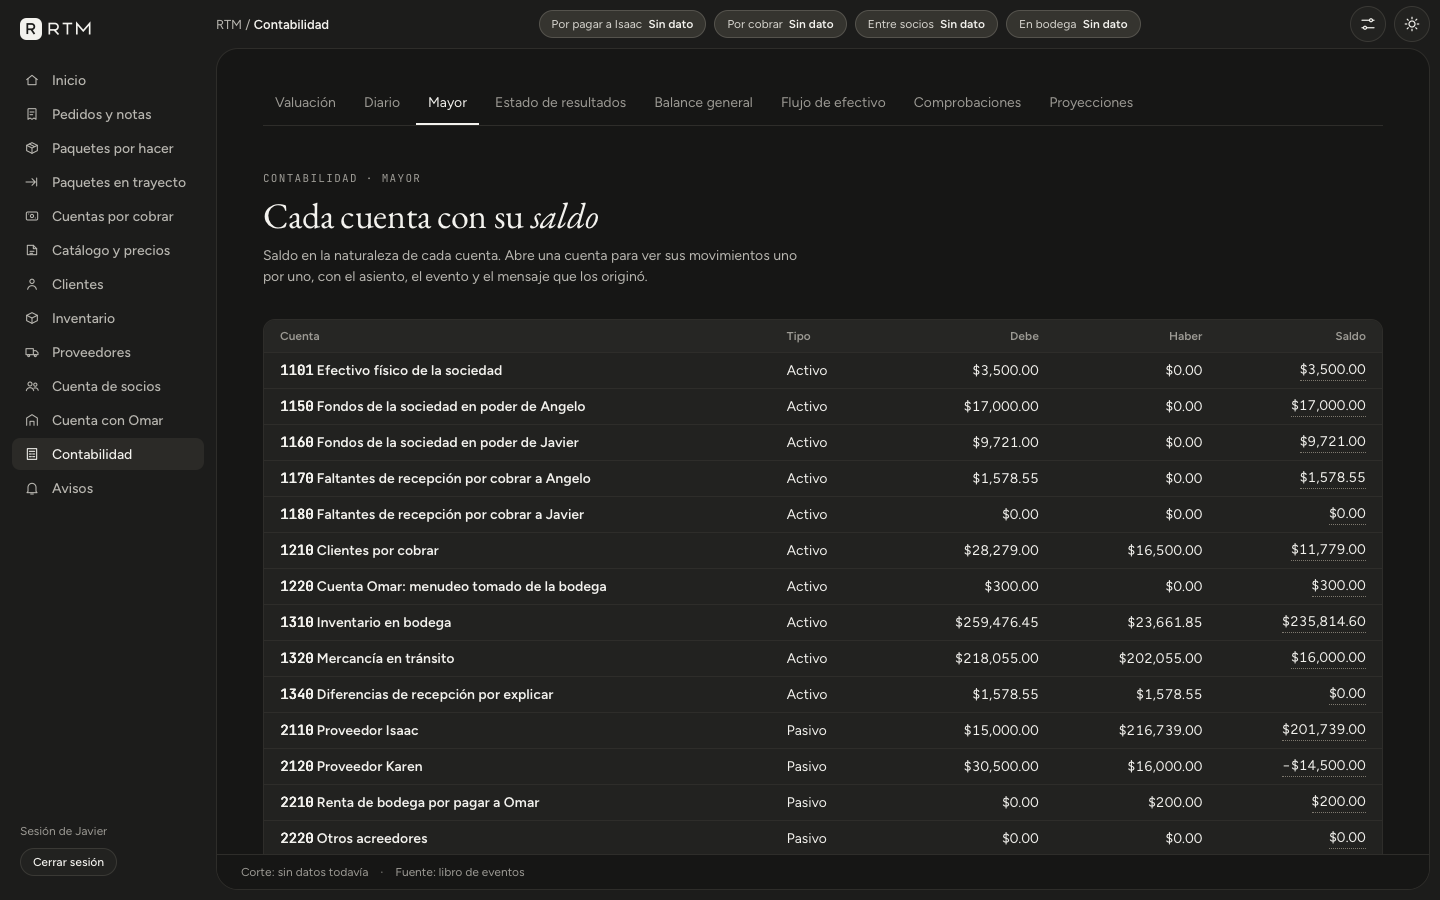 R RTM
RTM / Contabilidad
Por pagar a Isaac Sin dato
Por cobrar Sin dato
Entre socios Sin dato
En bodega Sin dato
Inicio
Pedidos y notas
Paquetes por hacer
Paquetes en trayecto
Cuentas por cobrar
Catálogo y precios
Clientes
Inventario
Proveedores
Cuenta de socios
Cuenta con Omar
Contabilidad
Avisos
Sesión de Javier
Cerrar sesión
Valuación Diario Mayor Estado de resultados Balance general Flujo de efectivo Comprobaciones Proyecciones
CONTABILIDAD · MAYOR
Cada cuenta con su saldo
Saldo en la naturaleza de cada cuenta. Abre una cuenta para ver sus movimientos uno
por uno, con el asiento, el evento y el mensaje que los originó.
Cuenta Tipo Debe Haber Saldo
1101 Efectivo físico de la sociedad Activo $3,500.00 $0.00 $3,500.00
1150 Fondos de la sociedad en poder de Angelo Activo $17,000.00 $0.00 $17,000.00
1160 Fondos de la sociedad en poder de Javier Activo $9,721.00 $0.00 $9,721.00
1170 Faltantes de recepción por cobrar a Angelo Activo $1,578.55 $0.00 $1,578.55
1180 Faltantes de recepción por cobrar a Javier Activo $0.00 $0.00 $0.00
1210 Clientes por cobrar Activo $28,279.00 $16,500.00 $11,779.00
1220 Cuenta Omar: menudeo tomado de la bodega Activo $300.00 $0.00 $300.00
1310 Inventario en bodega Activo $259,476.45 $23,661.85 $235,814.60
1320 Mercancía en tránsito Activo $218,055.00 $202,055.00 $16,000.00
1340 Diferencias de recepción por explicar Activo $1,578.55 $1,578.55 $0.00
2110 Proveedor Isaac Pasivo $15,000.00 $216,739.00 $201,739.00
2120 Proveedor Karen Pasivo $30,500.00 $16,000.00 −$14,500.00
2210 Renta de bodega por pagar a Omar Pasivo $0.00 $200.00 $200.00
2220 Otros acreedores Pasivo $0.00 $0.00 $0.00
Corte: sin datos todavía · Fuente: libro de eventos